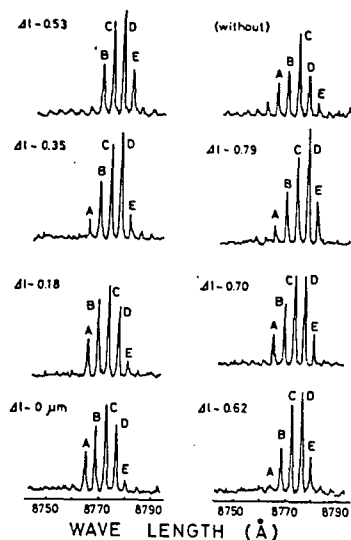 Δl~0.53
B
C
D
E
(without)
A
B
C
D
E
Δl~0.35
A
B
C
D
E
Δl~0.79
A
B
C
D
E
Δl~0.18
A
B
C
D
E
Δl~0.70
A
B
C
D
E
Δl~0 μm
A
B
C
D
E
Δl~0.62
A
B
C
D
E
8750 8770 8790 8750 8770 8790
WAVE LENGTH (Å)